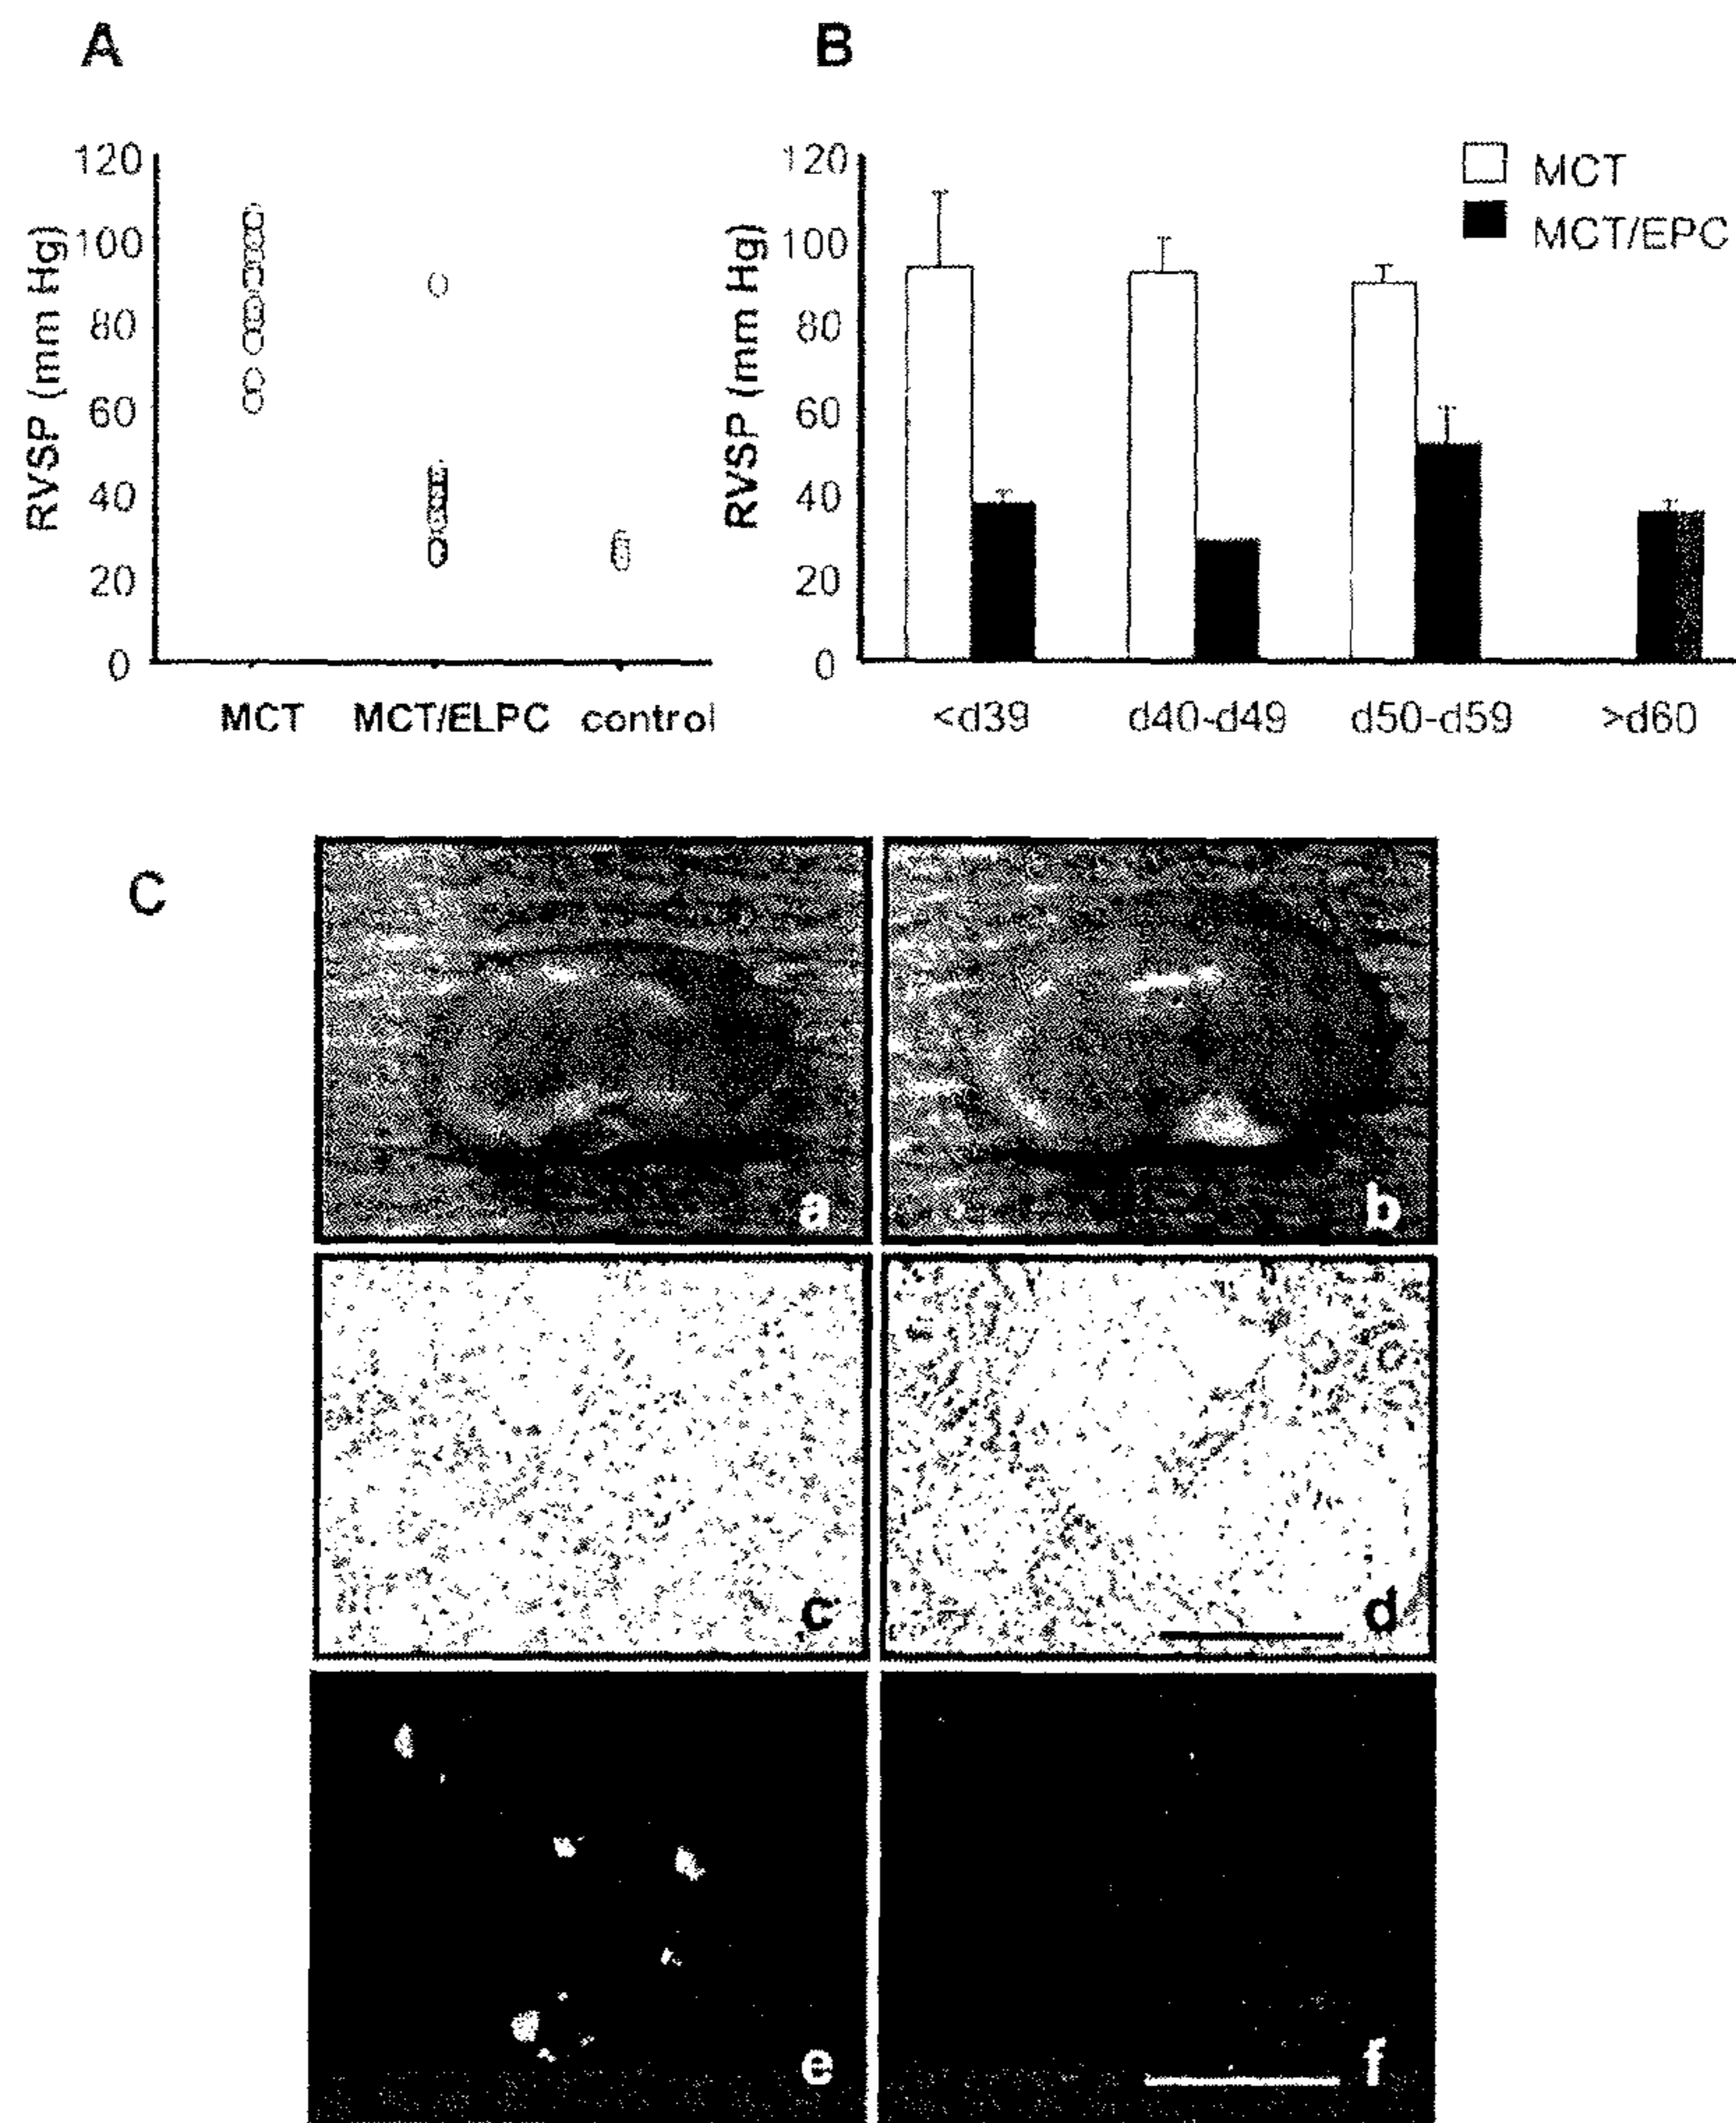 A
RVSP (mm Hg)
120
100
80
60
40
20
0
MCT MCT/ELPC control
B
RVSP (mm Hg)
120
100
80
60
40
20
0
MCT
MCT/EPC
<d39 d40-d49 d50-d59 >d60
C
a
b
c
d
e
f